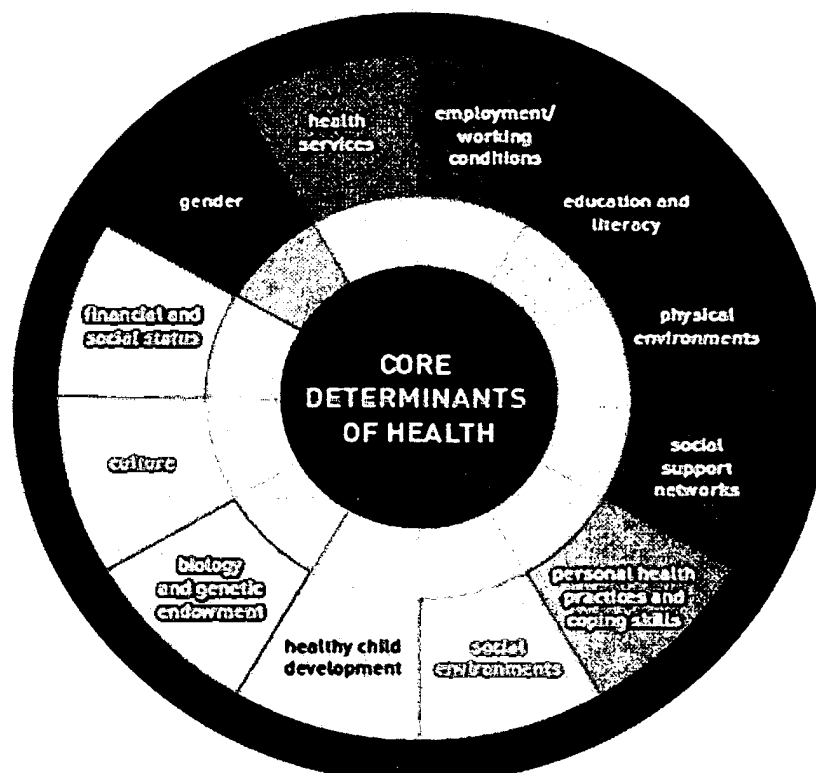 health
services
employment/
working
conditions
education and
literacy
physical
environments
social
support
networks
personal health
practices and
coping skills
social
environments
healthy child
development
biology
and genetic
endowment
culture
financial and
social status
gender
CORE
DETERMINANTS
OF HEALTH